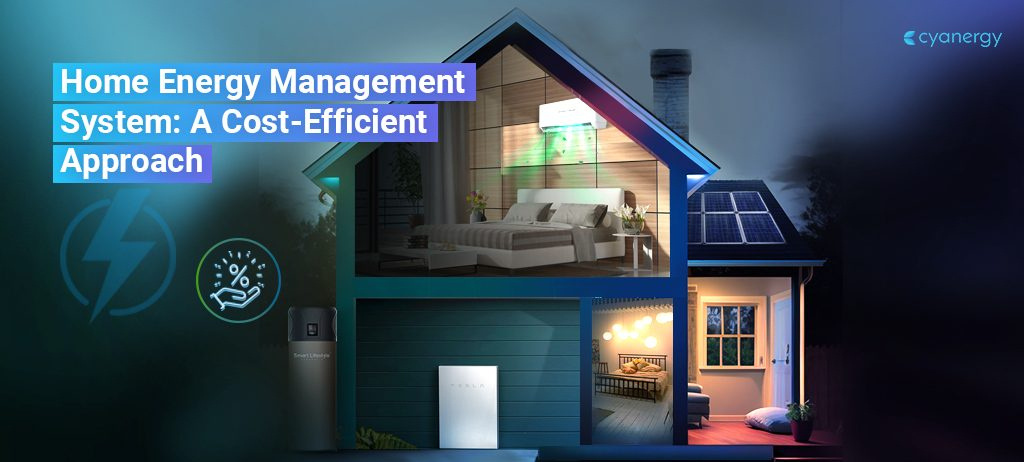 cyanergy
Home Energy Management
System: A Cost-Efficient
Approach
Smart Lifestyle
TESLA